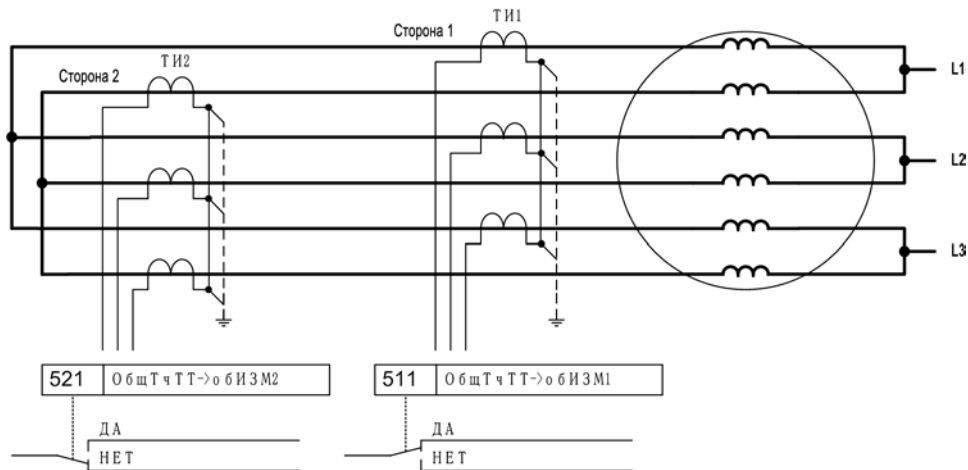 ТИ1
Сторона 1
L1
ТИ2
Сторона 2
L2
L3
521 ОбщТчТТ->обИЗМ2
511 ОбщТчТТ->обИЗМ1
ДА
НЕТ
ДА
НЕТ